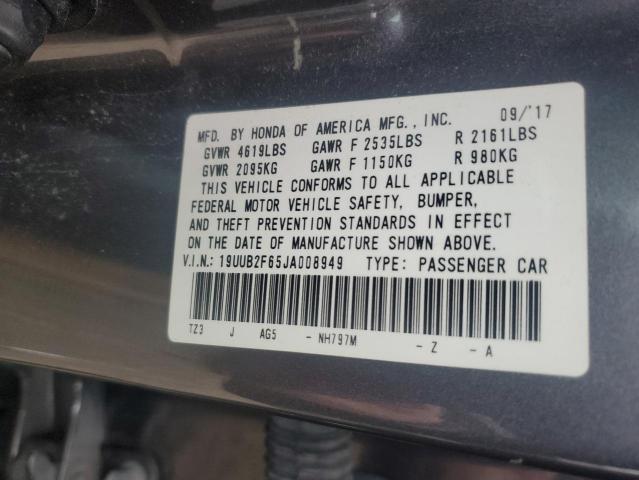 MFD. BY HONDA OF AMERICA MFG., INC. 09/'17
GVWR 4619LBS GAWR F 2535LBS R 2161LBS
GVWR 2095KG GAWR F 1150KG R 980KG
THIS VEHICLE CONFORMS TO ALL APPLICABLE
FEDERAL MOTOR VEHICLE SAFETY, BUMPER,
AND THEFT PREVENTION STANDARDS IN EFFECT
ON THE DATE OF MANUFACTURE SHOWN ABOVE.
V.I.N.: 19UUB2F65JA008949 TYPE: PASSENGER CAR
TZ3 J AG5 - NH797M - Z - A